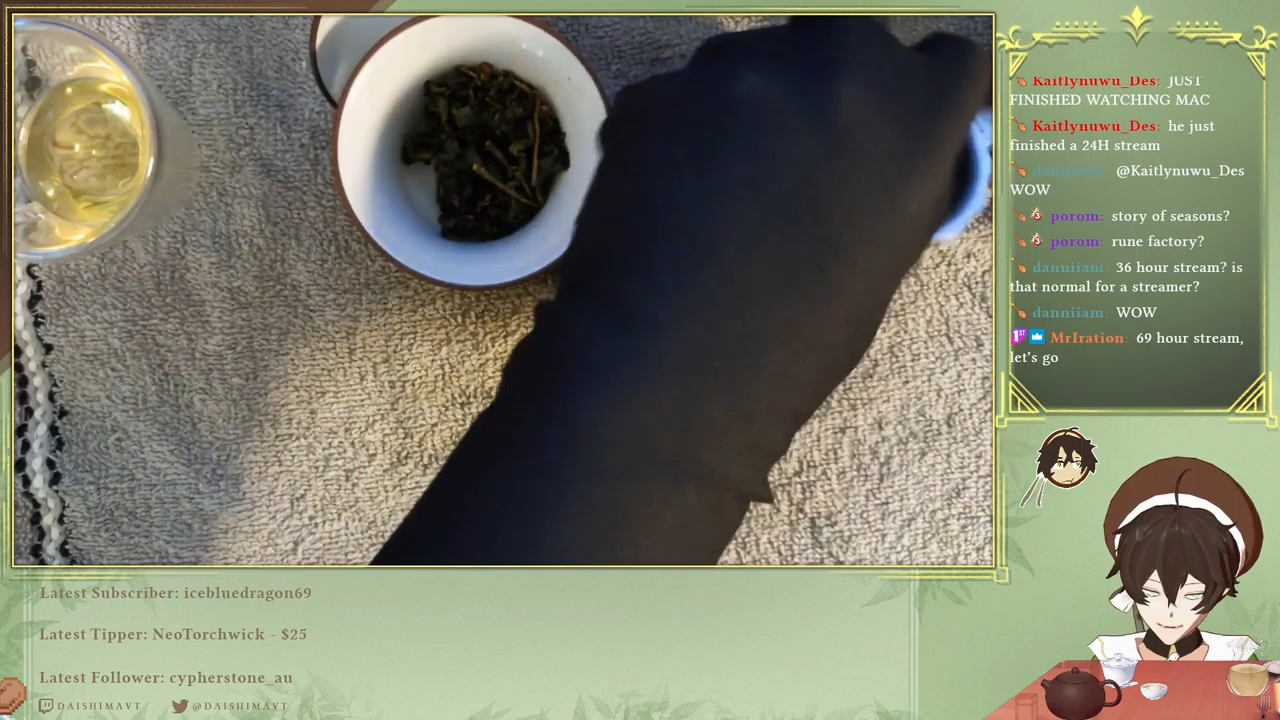 Kaitlynuwu_Des: JUST
FINISHED WATCHING MAC
Kaitlynuwu_Des: he just
finished a 24H stream
danniiam: @Kaitlynuwu_Des
WOW
porom: story of seasons?
porom: rune factory?
danniiam: 36 hour stream? is
that normal for a streamer?
danniiam: WOW
1ST MrIration: 69 hour stream,
let's go
Latest Subscriber: icebluedragon69
Latest Tipper: NeoTorchwick - $25
Latest Follower: cypherstone_au
DAISHIMAVT @DAISHIMAVT